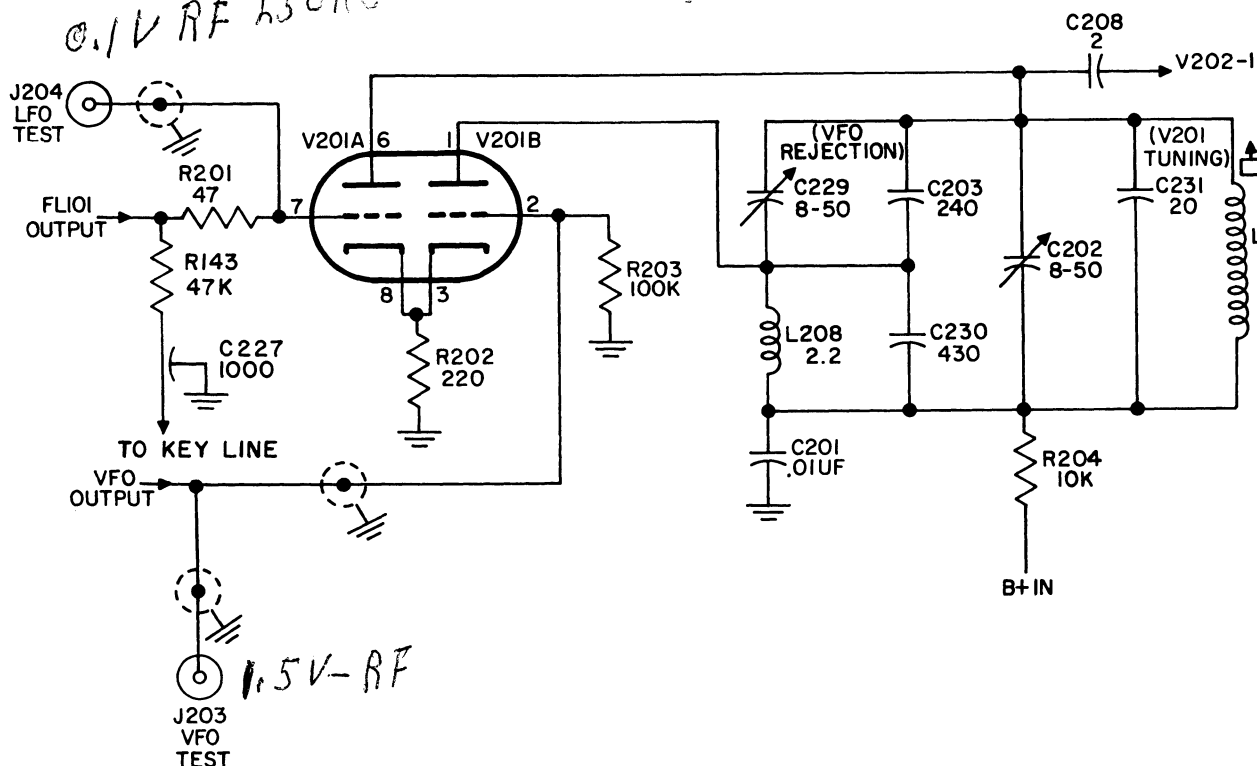 0.1V RF
C208
2
V202-1
J204
LFO
TEST
V201A 6
1 V201B
(VFO
REJECTION)
(V201
TUNING)
R201
47
C229
8-50
C203
240
C231
20
FL101
OUTPUT
7
2
L
R143
47K
R203
100K
C202
8-50
8 3
C227
1000
R202
220
L208
2.2
C230
430
TO KEY LINE
C201
.01UF
R204
10K
VFO
OUTPUT
B+ IN
1.5V-RF
J203
VFO
TEST